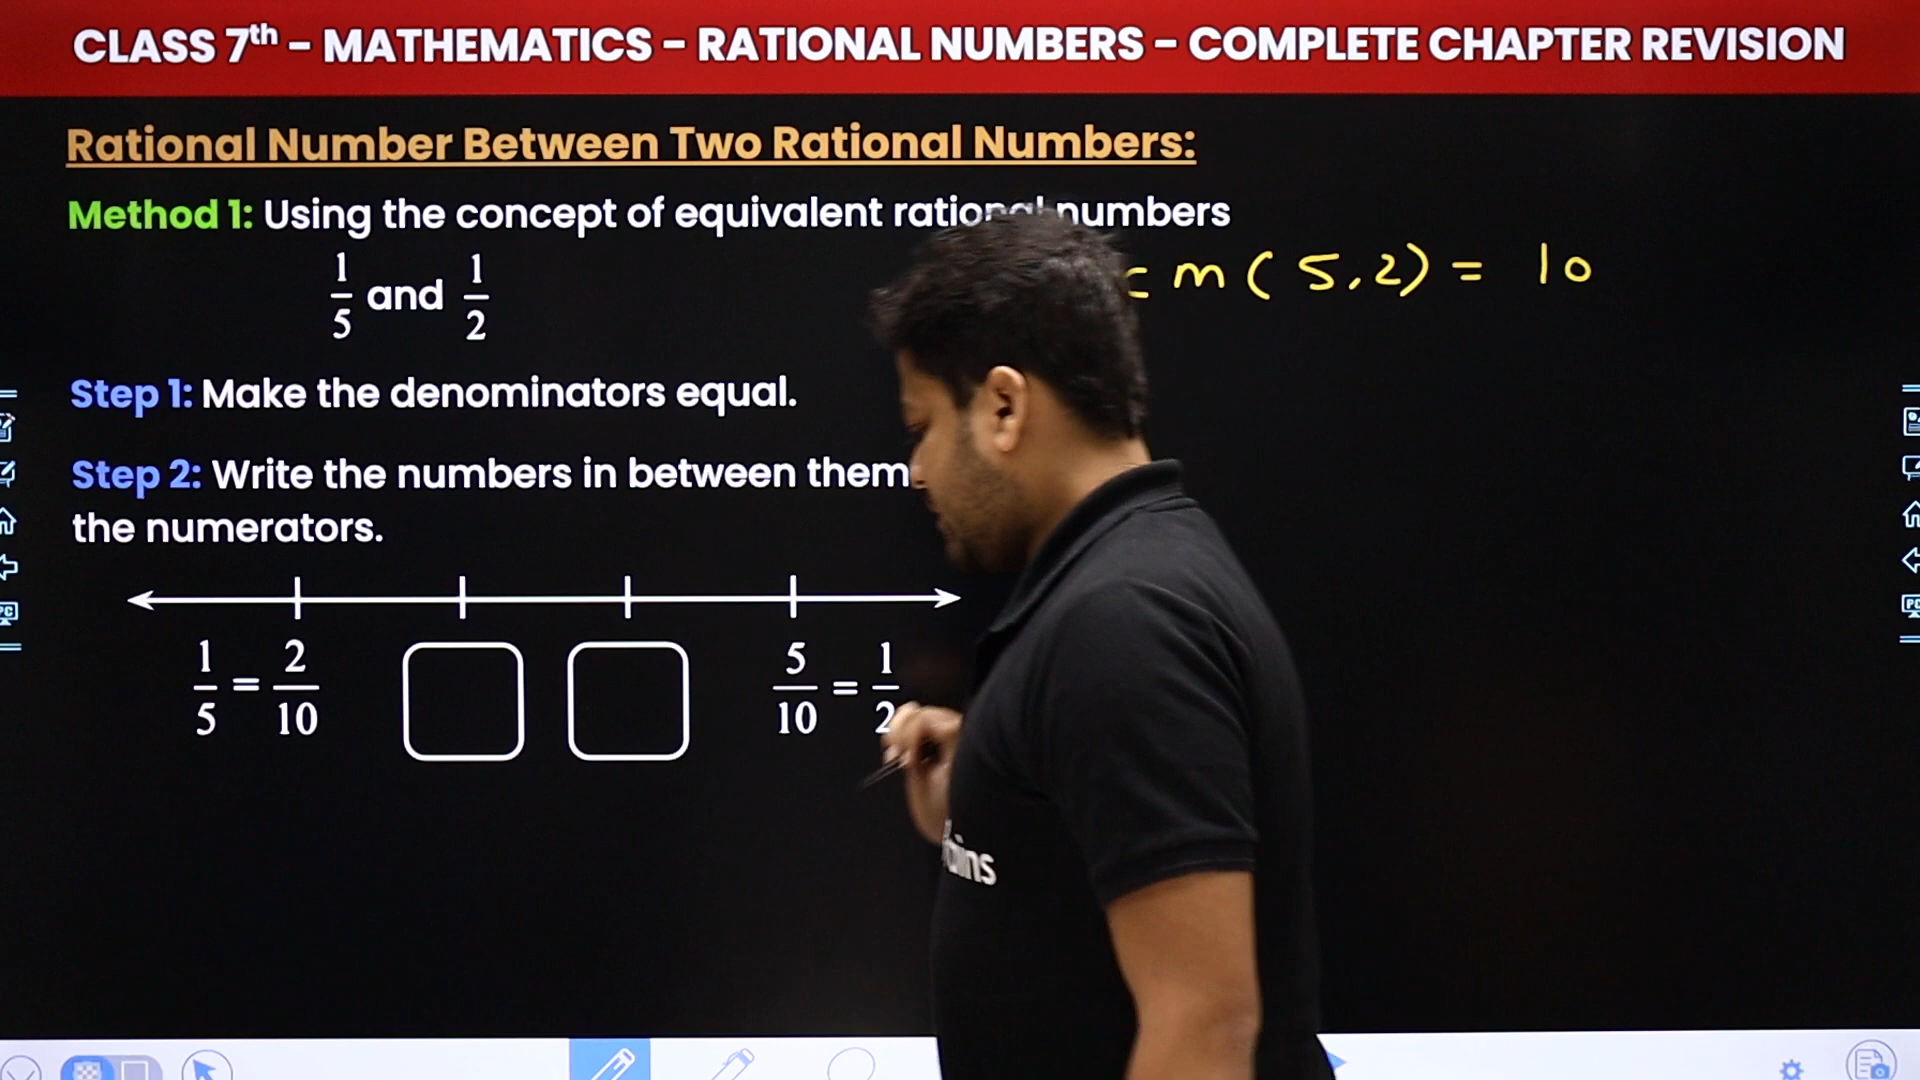 CLASS 7th – MATHEMATICS – RATIONAL NUMBERS – COMPLETE CHAPTER REVISION
Rational Number Between Two Rational Numbers:
Method 1: Using the concept of equivalent rational numbers
m ( 5, 2) = 10
1/5 and 1/2
Step 1: Make the denominators equal.
Step 2: Write the numbers in between them
the numerators.
1/5 = 2/10 5/10 = 1/2